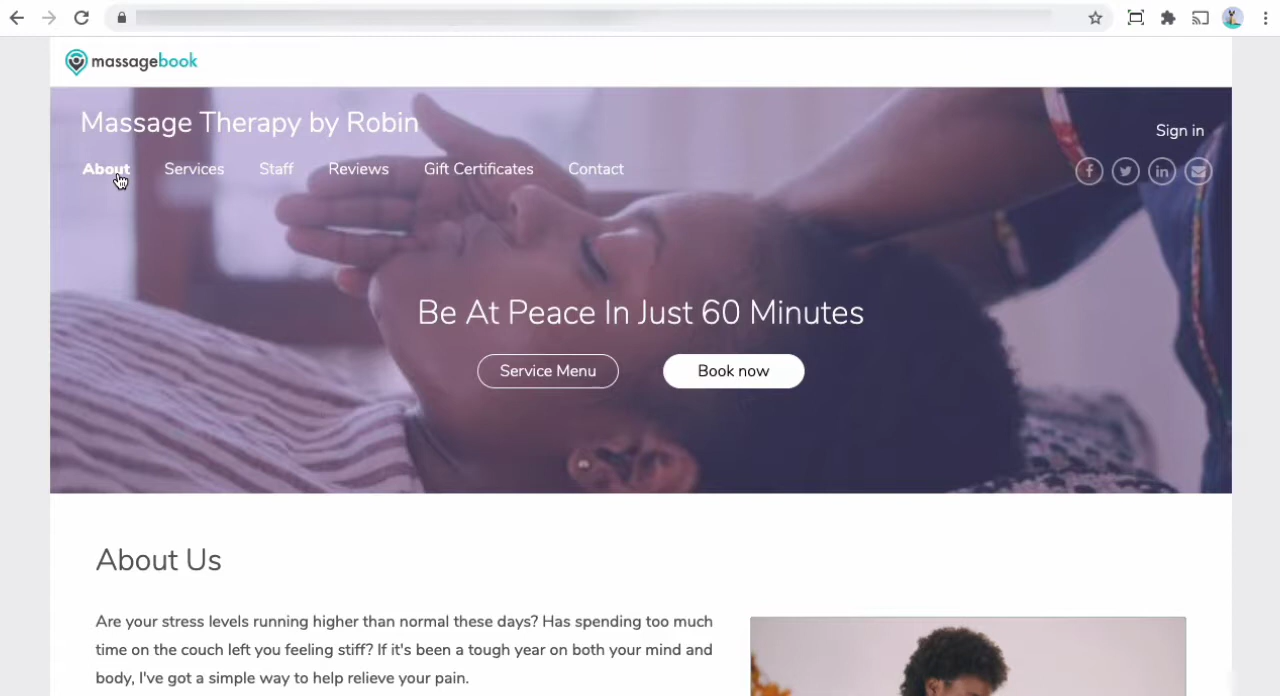 massagebook
Massage Therapy by Robin
Sign in
About Services Staff Reviews Gift Certificates Contact
Be At Peace In Just 60 Minutes
Service Menu Book now
About Us
Are your stress levels running higher than normal these days? Has spending too much
time on the couch left you feeling stiff? If it's been a tough year on both your mind and
body, I've got a simple way to help relieve your pain.